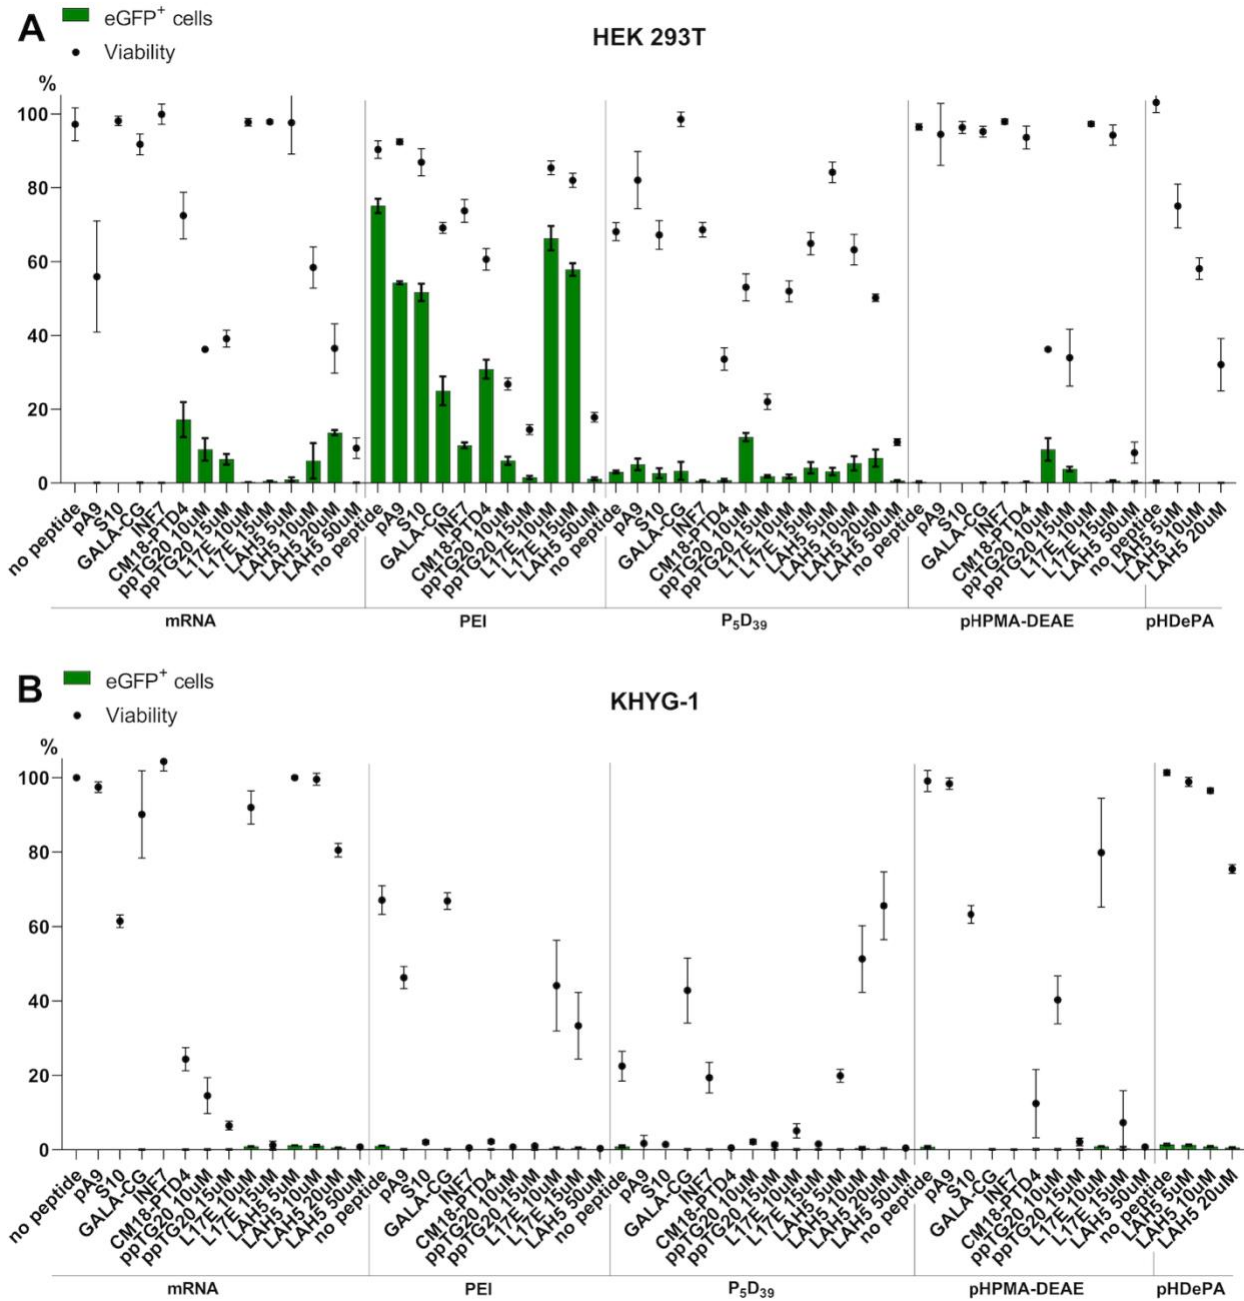 A
eGFP+ cells
Viability
HEK 293T
%
100
80
60
40
20
0
no peptide
pA9
S10
GALA-CG
INF7
CM18-PTD4
ppTG20 10uM
ppTG20 15uM
L17E 10uM
L17E 15uM
LAH5 5uM
LAH5 10uM
LAH5 20uM
LAH5 50uM
no peptide
pA9
S10
GALA-CG
INF7
CM18-PTD4
ppTG20 10uM
ppTG20 15uM
L17E 10uM
L17E 15uM
LAH5 50uM
no peptide
pA9
S10
GALA-CG
INF7
CM18-PTD4
ppTG20 10uM
ppTG20 15uM
L17E 10uM
L17E 15uM
LAH5 5uM
LAH5 10uM
LAH5 20uM
LAH5 50uM
no peptide
pA9
S10
GALA-CG
INF7
CM18-PTD4
ppTG20 10uM
ppTG20 15uM
L17E 10uM
L17E 15uM
LAH5 50uM
no peptide
LAH5 5uM
LAH5 10uM
LAH5 20uM
mRNA
PEI
P5D39
pHPMA-DEAE
pHDePA
B
eGFP+ cells
Viability
KHYG-1
%
100
80
60
40
20
0
no peptide
pA9
S10
GALA-CG
INF7
CM18-PTD4
ppTG20 10uM
ppTG20 15uM
L17E 10uM
L17E 15uM
LAH5 5uM
LAH5 10uM
LAH5 20uM
LAH5 50uM
no peptide
pA9
S10
GALA-CG
INF7
CM18-PTD4
ppTG20 10uM
ppTG20 15uM
L17E 10uM
L17E 15uM
LAH5 50uM
no peptide
pA9
S10
GALA-CG
INF7
CM18-PTD4
ppTG20 10uM
ppTG20 15uM
L17E 10uM
L17E 15uM
LAH5 5uM
LAH5 10uM
LAH5 20uM
LAH5 50uM
no peptide
pA9
S10
GALA-CG
INF7
CM18-PTD4
ppTG20 10uM
ppTG20 15uM
L17E 10uM
L17E 15uM
LAH5 50uM
no peptide
LAH5 5uM
LAH5 10uM
LAH5 20uM
mRNA
PEI
P5D39
pHPMA-DEAE
pHDePA